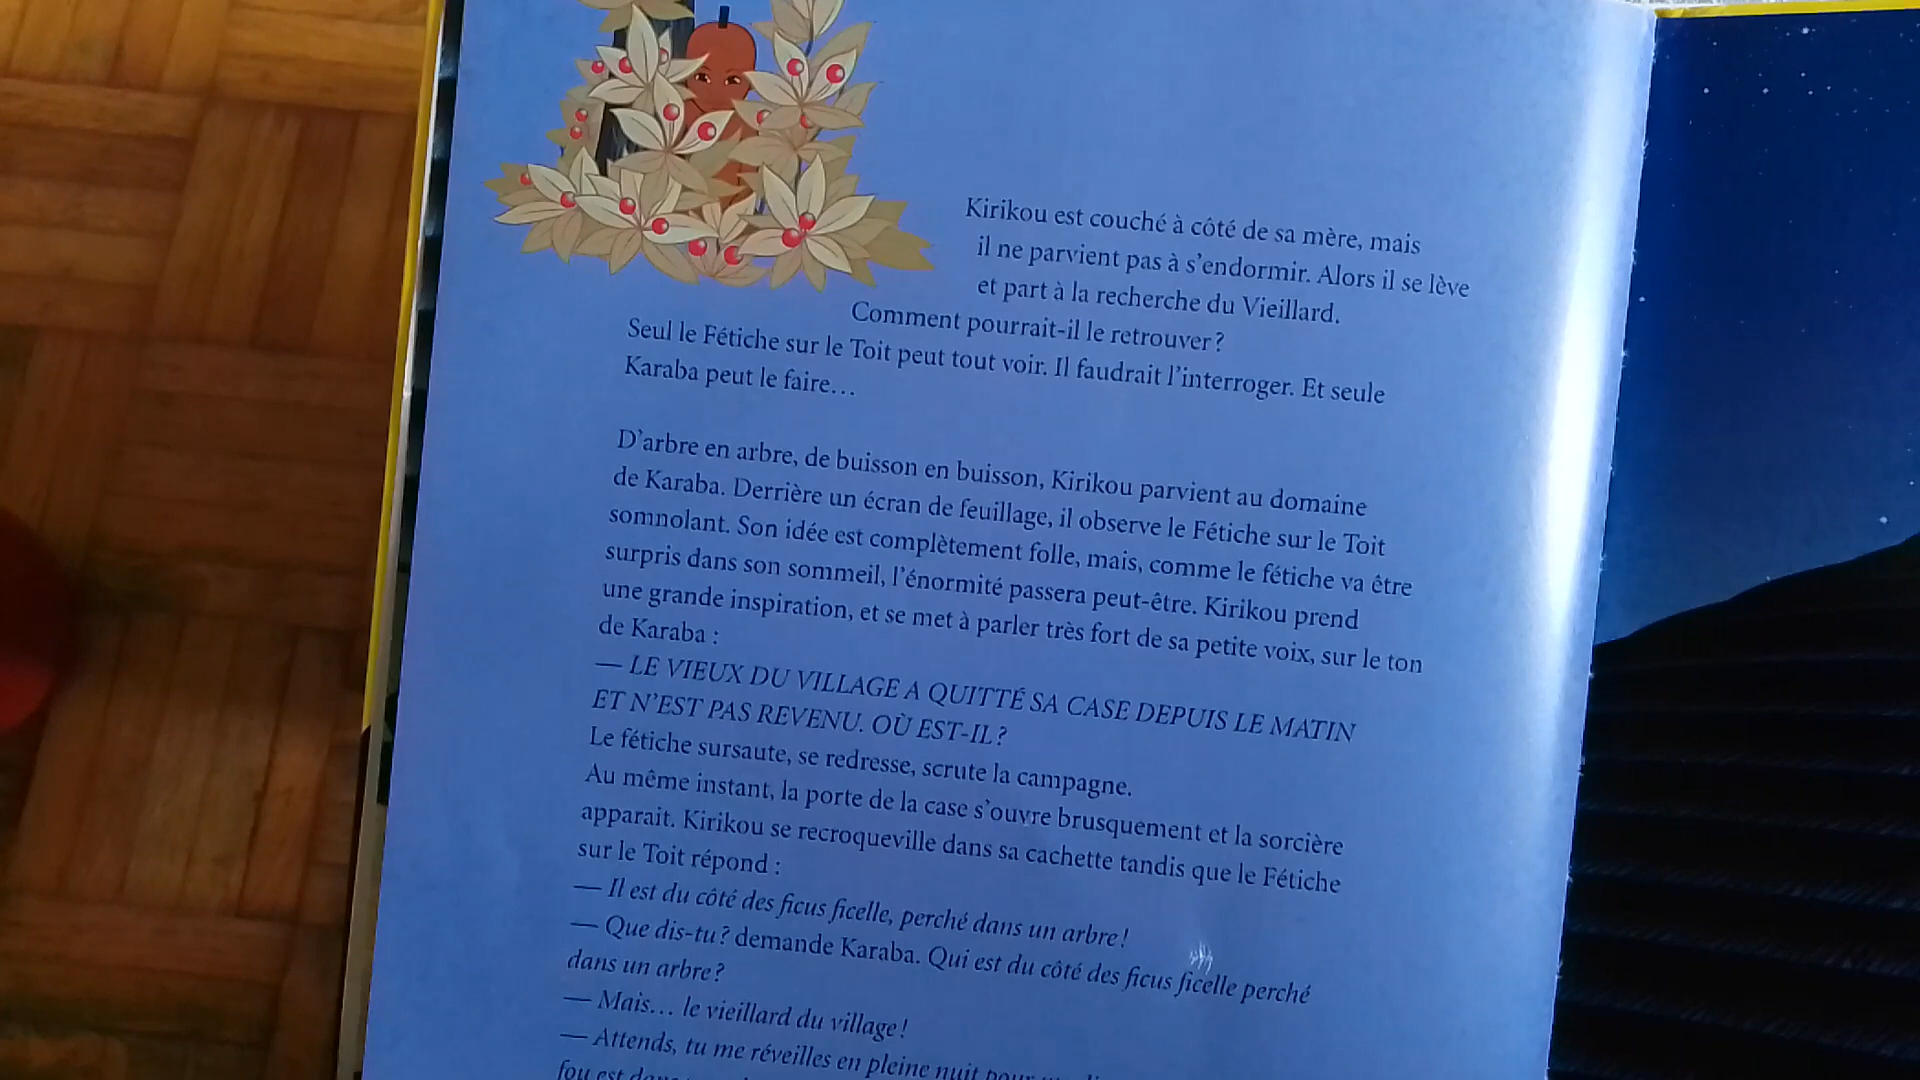 Kirikou est couché à côté de sa mère, mais
il ne parvient pas à s'endormir. Alors il se lève
et part à la recherche du Vieillard.
Comment pourrait-il le retrouver ?
Seul le Fétiche sur le Toit peut tout voir. Il faudrait l'interroger. Et seule
Karaba peut le faire…
D'arbre en arbre, de buisson en buisson, Kirikou parvient au domaine
de Karaba. Derrière un écran de feuillage, il observe le Fétiche sur le Toit
somnolant. Son idée est complètement folle, mais, comme le fétiche va être
surpris dans son sommeil, l'énormité passera peut-être. Kirikou prend
une grande inspiration, et se met à parler très fort de sa petite voix, sur le ton
de Karaba :
— LE VIEUX DU VILLAGE A QUITTÉ SA CASE DEPUIS LE MATIN
ET N'EST PAS REVENU. OÙ EST-IL ?
Le fétiche sursaute, se redresse, scrute la campagne.
Au même instant, la porte de la case s'ouvre brusquement et la sorcière
apparait. Kirikou se recroqueville dans sa cachette tandis que le Fétiche
sur le Toit répond :
— Il est du côté des ficus ficelle, perché dans un arbre !
— Que dis-tu ? demande Karaba. Qui est du côté des ficus ficelle perché
dans un arbre ?
— Mais… le vieillard du village !
— Attends, tu me réveilles en pleine nuit pour
fou est dans